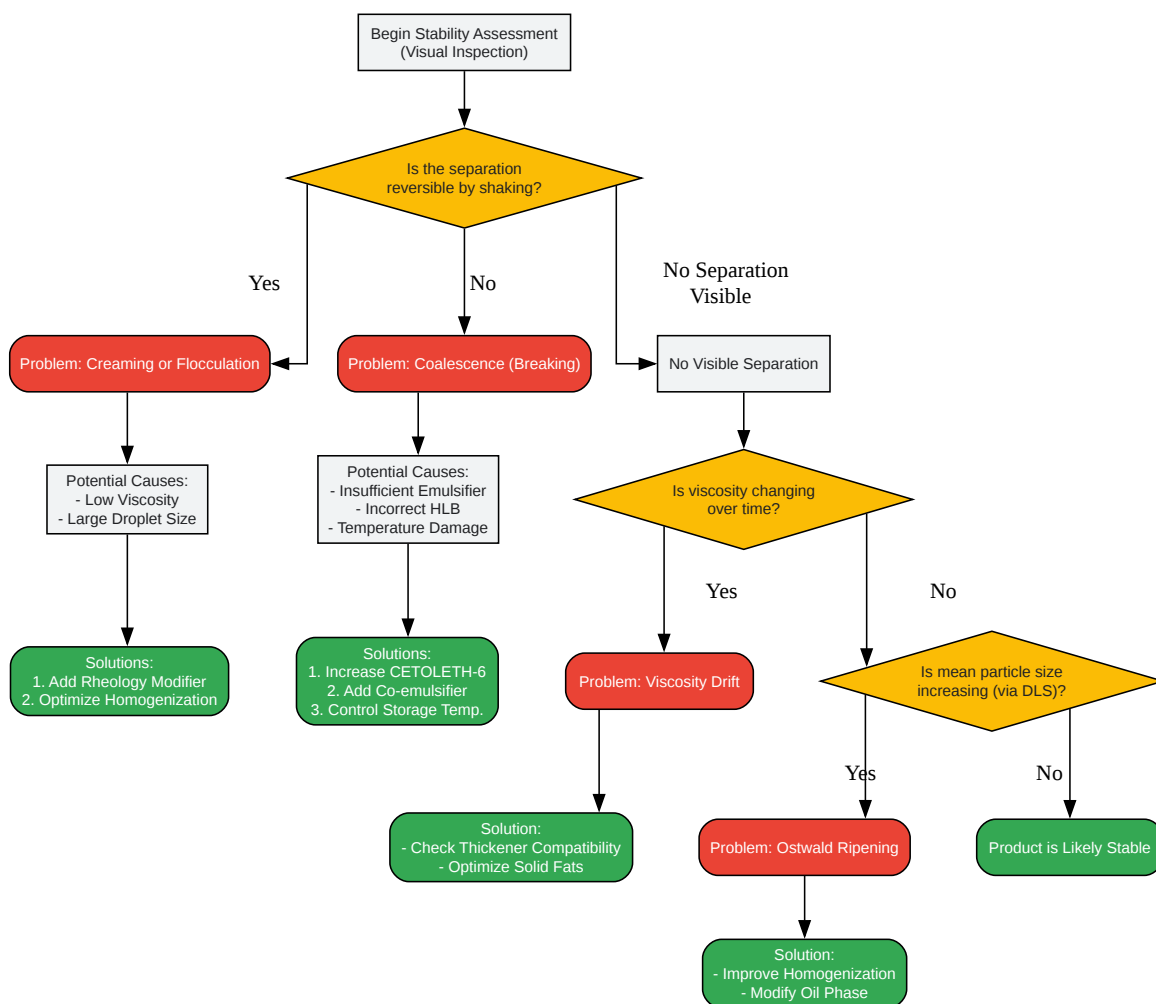 Begin Stability Assessment
(Visual Inspection)
Is the separation
reversible by shaking?
Yes
No
No Separation
Visible
Problem: Creaming or Flocculation
Problem: Coalescence (Breaking)
No Visible Separation
Potential Causes:
- Low Viscosity
- Large Droplet Size
Potential Causes:
- Insufficient Emulsifier
- Incorrect HLB
- Temperature Damage
Is viscosity changing
over time?
Yes
No
Solutions:
1. Add Rheology Modifier
2. Optimize Homogenization
Solutions:
1. Increase CETOLETH-6
2. Add Co-emulsifier
3. Control Storage Temp.
Problem: Viscosity Drift
Is mean particle size
increasing (via DLS)?
Yes
No
Solution:
- Check Thickener Compatibility
- Optimize Solid Fats
Problem: Ostwald Ripening
Product is Likely Stable
Solution:
- Improve Homogenization
- Modify Oil Phase